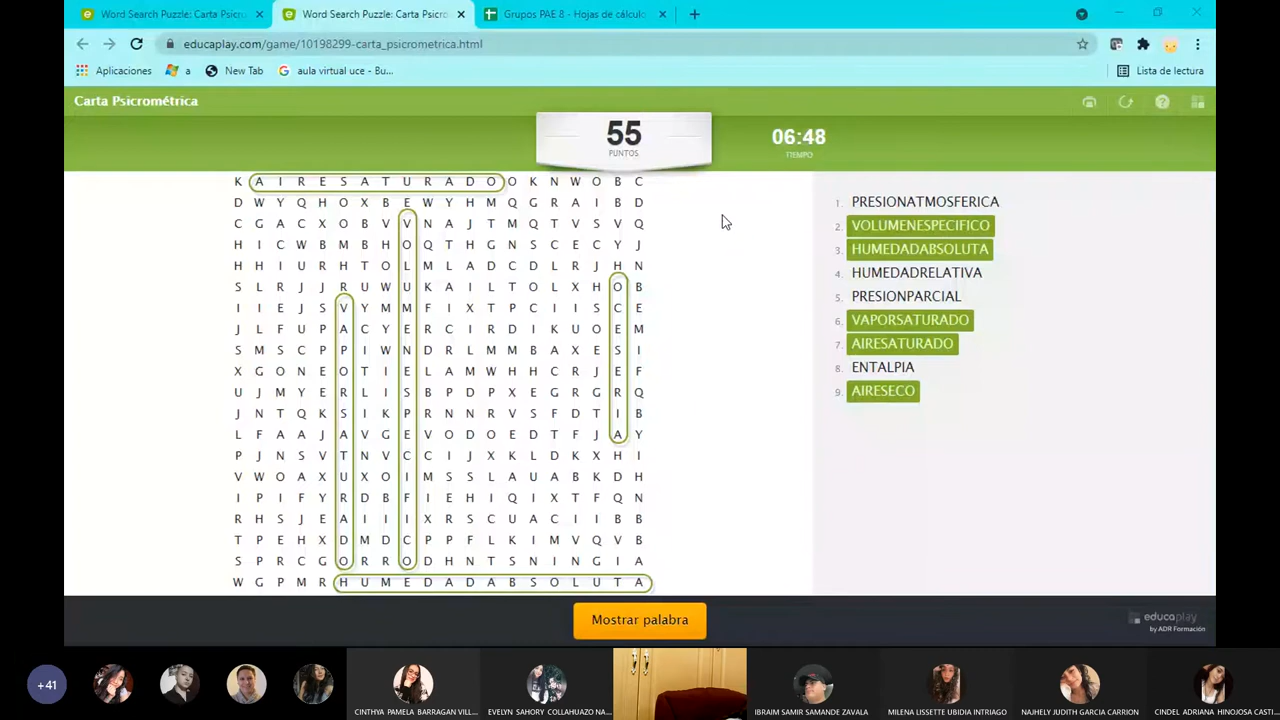 Word Search Puzzle: Carta Psicr
Word Search Puzzle: Carta Psicro
Grupos PAE 8 - Hojas de cálculo
educaplay.com/game/10198299-carta_psicrometrica.html
Aplicaciones
a
New Tab
aula virtual uce - Bu...
Lista de lectura
Carta Psicrométrica
55
PUNTOS
06:48
TIEMPO
K A I R E S A T U R A D O O K N W O B C
D W Y Q H O X B E W Y H M Q G R A I B D
C G A C X O B V V N A J T M Q T V S V Q
H I C W B M B H O Q T H G N S C E C Y J
H H I U R H T O L M L A D C D L R J H N
S L R J J R U W U K A I L T O L X H O B
I I E J S V Y M M F I X T P C I I S C E
J L F U P A C Y E R C I R D I K U O E M
S M S C P P I W N D R L M M B A X E S I
X G O N E O T I E L A M W H H C R J E F
U J M Y E R L I S B P D P X E G R G R Q
J N T Q K S I K P R N N R V S F D T I B
L F A A J A V G E V O D O E D T F J A Y
P J N S V T N V C C I J X K L D K X H I
V W O A X U X O I M S S L A U A B K D H
I P I F Y R D B F I E H I Q I X T F Q N
R H S J E A I I I X R S C U A C I I B B
T P E H X D M D C P P F L K I M V Q V B
S P R C G O R R O D H N T S N I N G I A
W G P M R H U M E D A D A B S O L U T A
1. PRESIONATMOSFERICA
2. VOLUMENESPECIFICO
3. HUMEDADABSOLUTA
4. HUMEDADRELATIVA
5. PRESIONPARCIAL
6. VAPORSATURADO
7. AIRESATURADO
8. ENTALPIA
9. AIRESECO
Mostrar palabra
educaplay
by ADR Formación
+41
CINTHYA PAMELA BARRAGAN VILL...
EVELYN SAHORY COLLAHUAZO NA...
IBRAIM SAMIR SAMANDE ZAVALA
MILENA LISSETTE UBIDIA INTRIAGO
NAJHELY JUDITH GARCIA CARRION
CINDEL ADRIANA HINOJOSA CASTI...